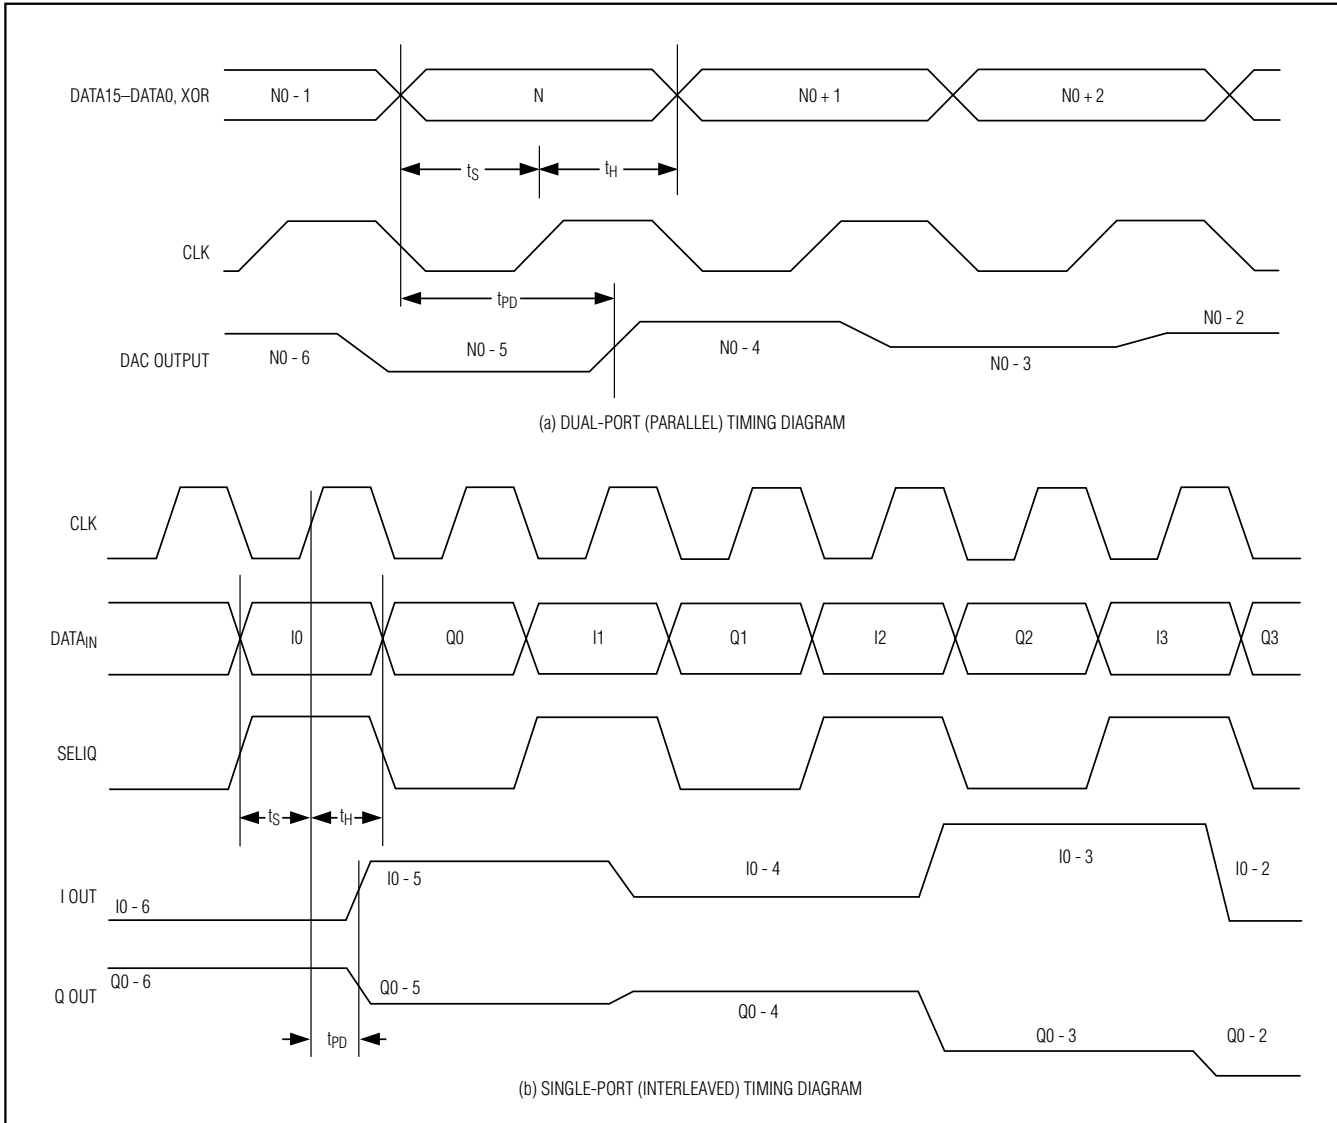 DATA15–DATA0, XOR
N0 - 1
N
N0 + 1
N0 + 2
tS
tH
CLK
tPD
DAC OUTPUT
N0 - 6
N0 - 5
N0 - 4
N0 - 3
N0 - 2
(a) DUAL-PORT (PARALLEL) TIMING DIAGRAM
CLK
DATAIN
I0
Q0
I1
Q1
I2
Q2
I3
Q3
SELIQ
tS
tH
I OUT
I0 - 6
I0 - 5
I0 - 4
I0 - 3
I0 - 2
Q OUT
Q0 - 6
Q0 - 5
Q0 - 4
Q0 - 3
Q0 - 2
tPD
(b) SINGLE-PORT (INTERLEAVED) TIMING DIAGRAM